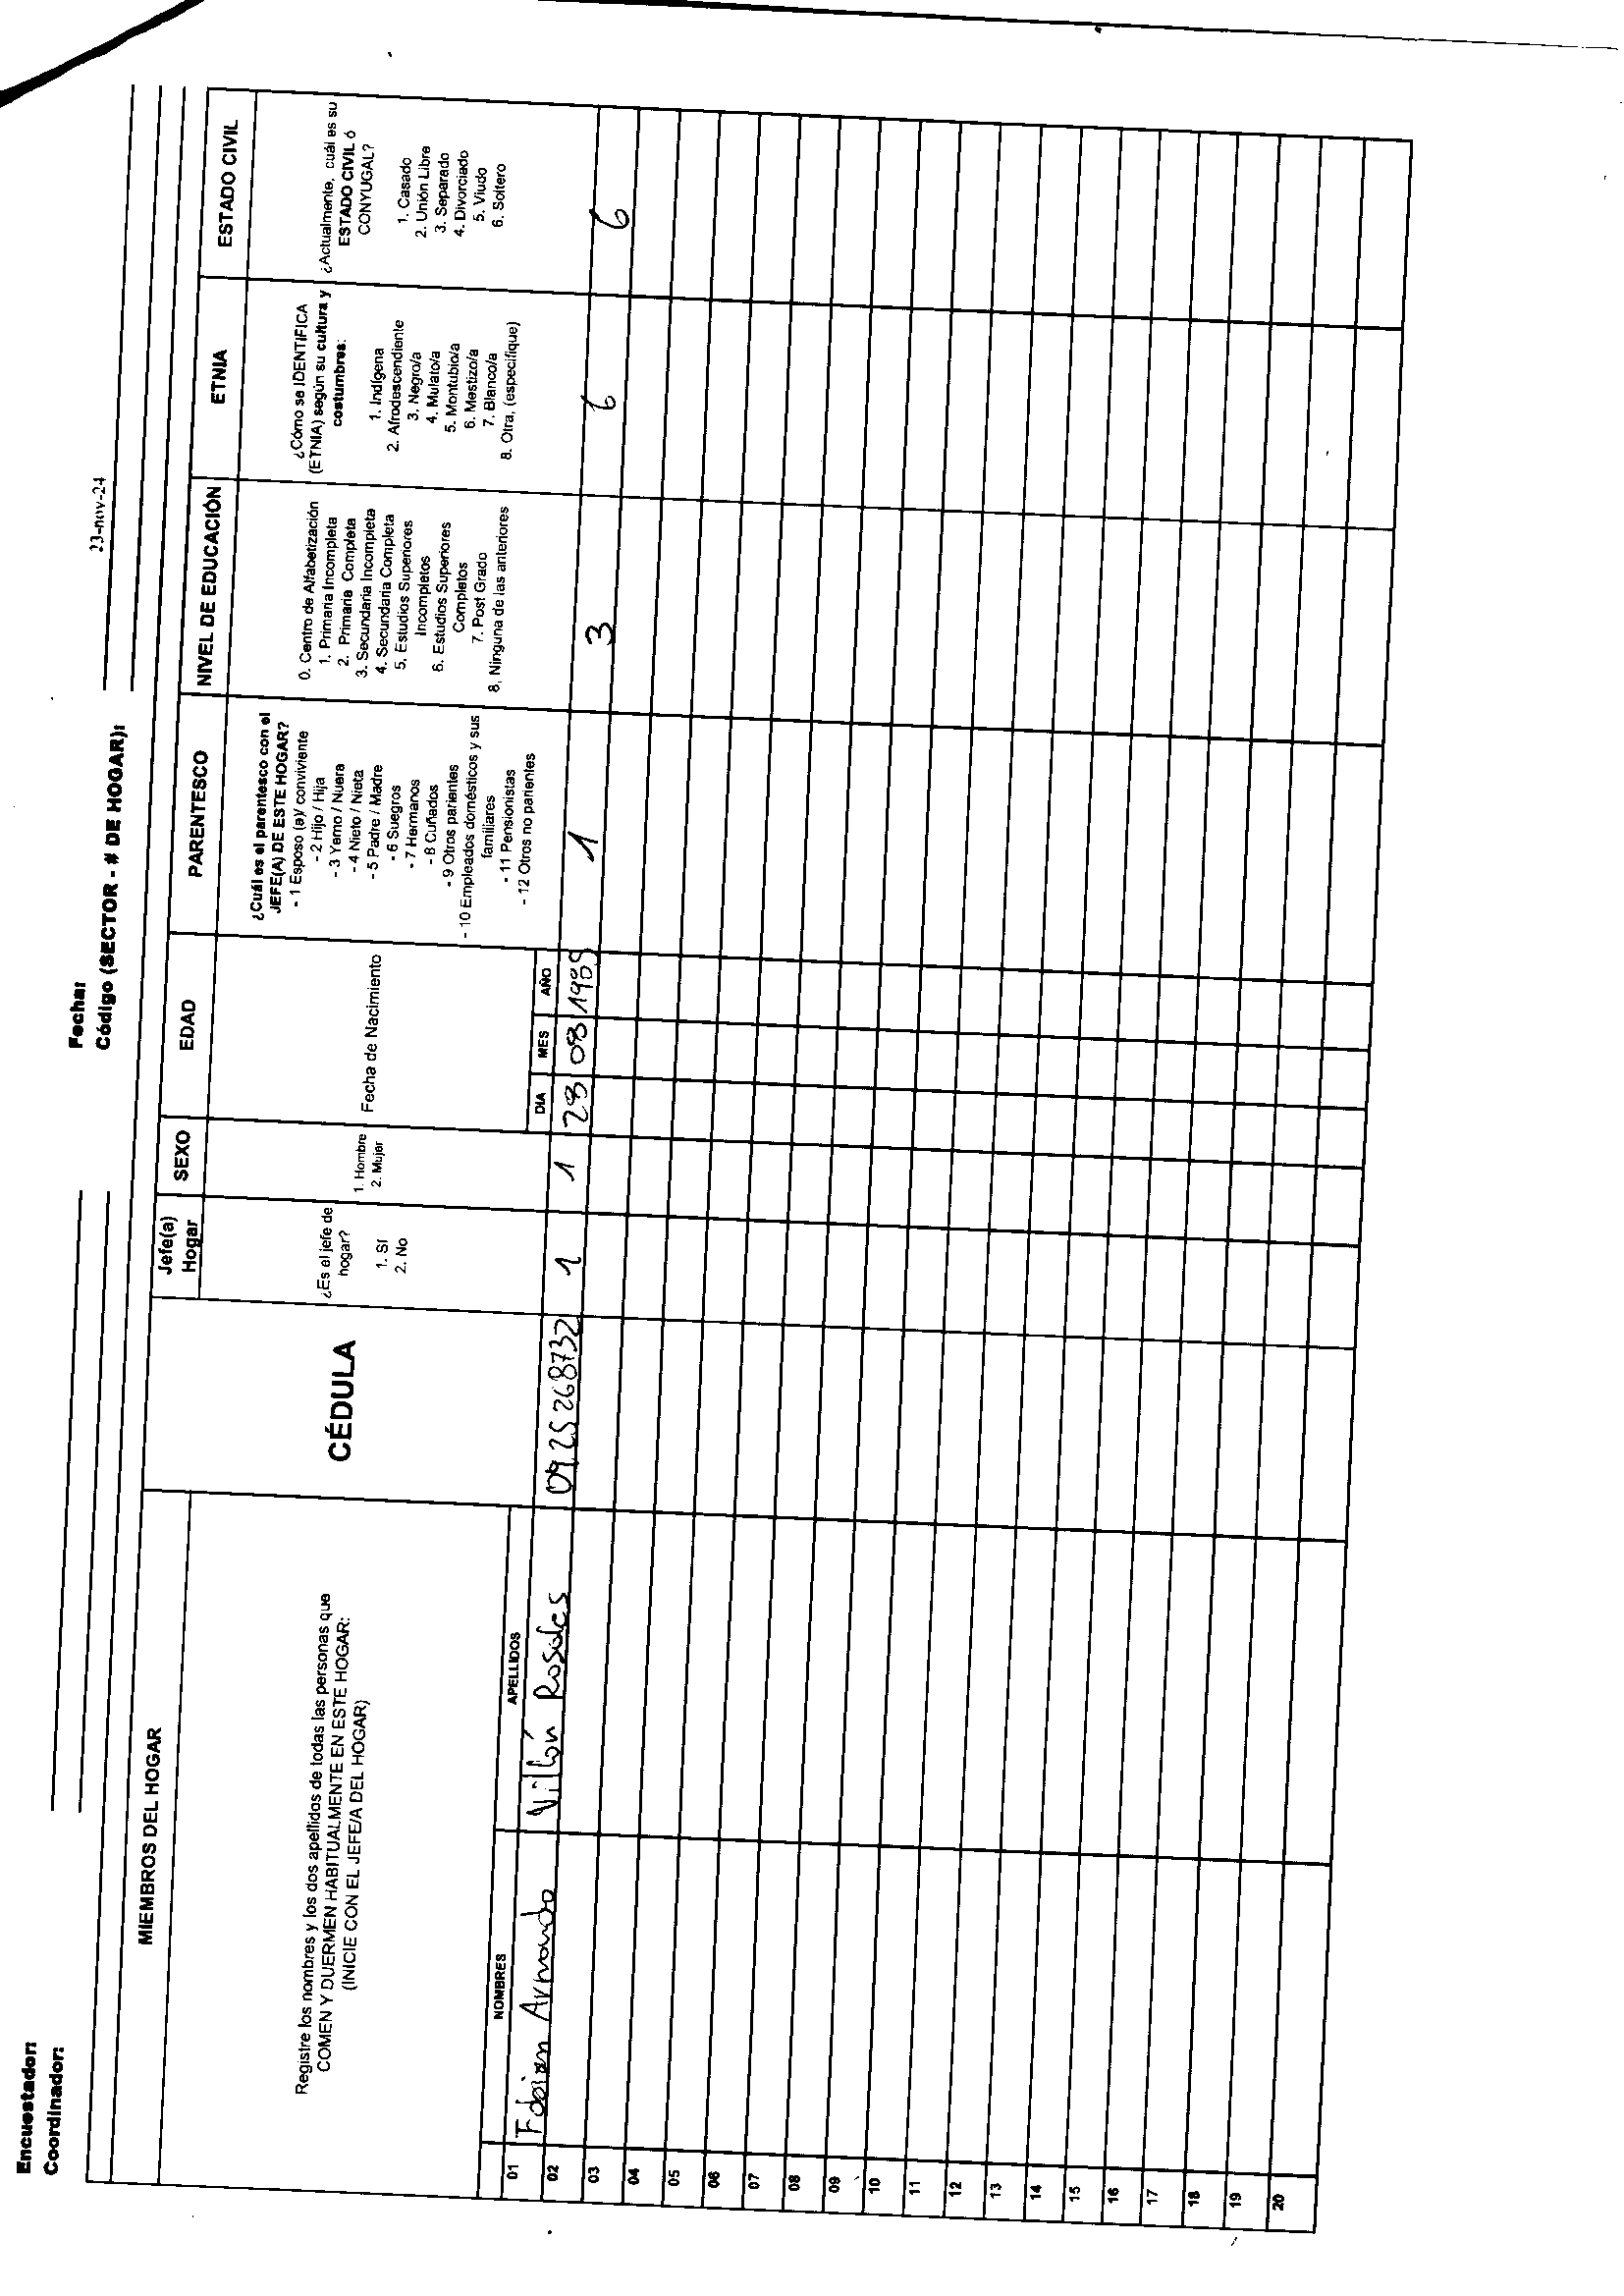 Encuestador:
Coordinador:
Fecha: 23-nov-24
Código (SECTOR - # DE HOGAR):
MIEMBROS DEL HOGAR
CÉDULA
Jefe(a) Hogar
SEXO
EDAD
PARENTESCO
NIVEL DE EDUCACIÓN
ETNIA
ESTADO CIVIL
Registre los nombres y los dos apellidos de todas las personas que
COMEN Y DUERMEN HABITUALMENTE EN ESTE HOGAR:
(INICIE CON EL JEFE/A DEL HOGAR)
¿Es el jefe de
hogar?
1. SI
2. No
1. Hombre
2. Mujer
Fecha de Nacimiento
¿Cuál es el parentesco con el
JEFE(A) DE ESTE HOGAR?
- 1 Esposo (a)/ conviviente
- 2 Hijo / Hija
- 3 Yerno / Nuera
- 4 Nieto / Nieta
- 5 Padre / Madre
- 6 Suegros
- 7 Hermanos
- 8 Cuñados
- 9 Otros parientes
- 10 Empleados domésticos y sus
familiares
- 11 Pensionistas
- 12 Otros no parientes
0. Centro de Alfabetización
1. Primaria Incompleta
2. Primaria Completa
3. Secundaria Incompleta
4. Secundaria Completa
5. Estudios Superiores
Incompletos
6. Estudios Superiores
Completos
7. Post Grado
8, Ninguna de las anteriores
¿Cómo se IDENTIFICA
(ETNIA) según su cultura y
costumbres:
1. Indígena
2. Afrodescendiente
3. Negro/a
4. Mulato/a
5. Montubio/a
6. Mestizo/a
7. Blanco/a
8. Otra, (especifique)
¿Actualmente, cuál es su
ESTADO CIVIL ó
CONYUGAL?
1. Casado
2. Unión Libre
3. Separado
4. Divorciado
5. Viudo
6. Soltero
NOMBRES APELLIDOS DIA MES AÑO
01 Fabian Armando Villón Rosales 0925268732 1 1 28 08 1985 1 3 6 6
02
03
04
05
06
07
08
09
10
11
12
13
14
15
16
17
18
19
20